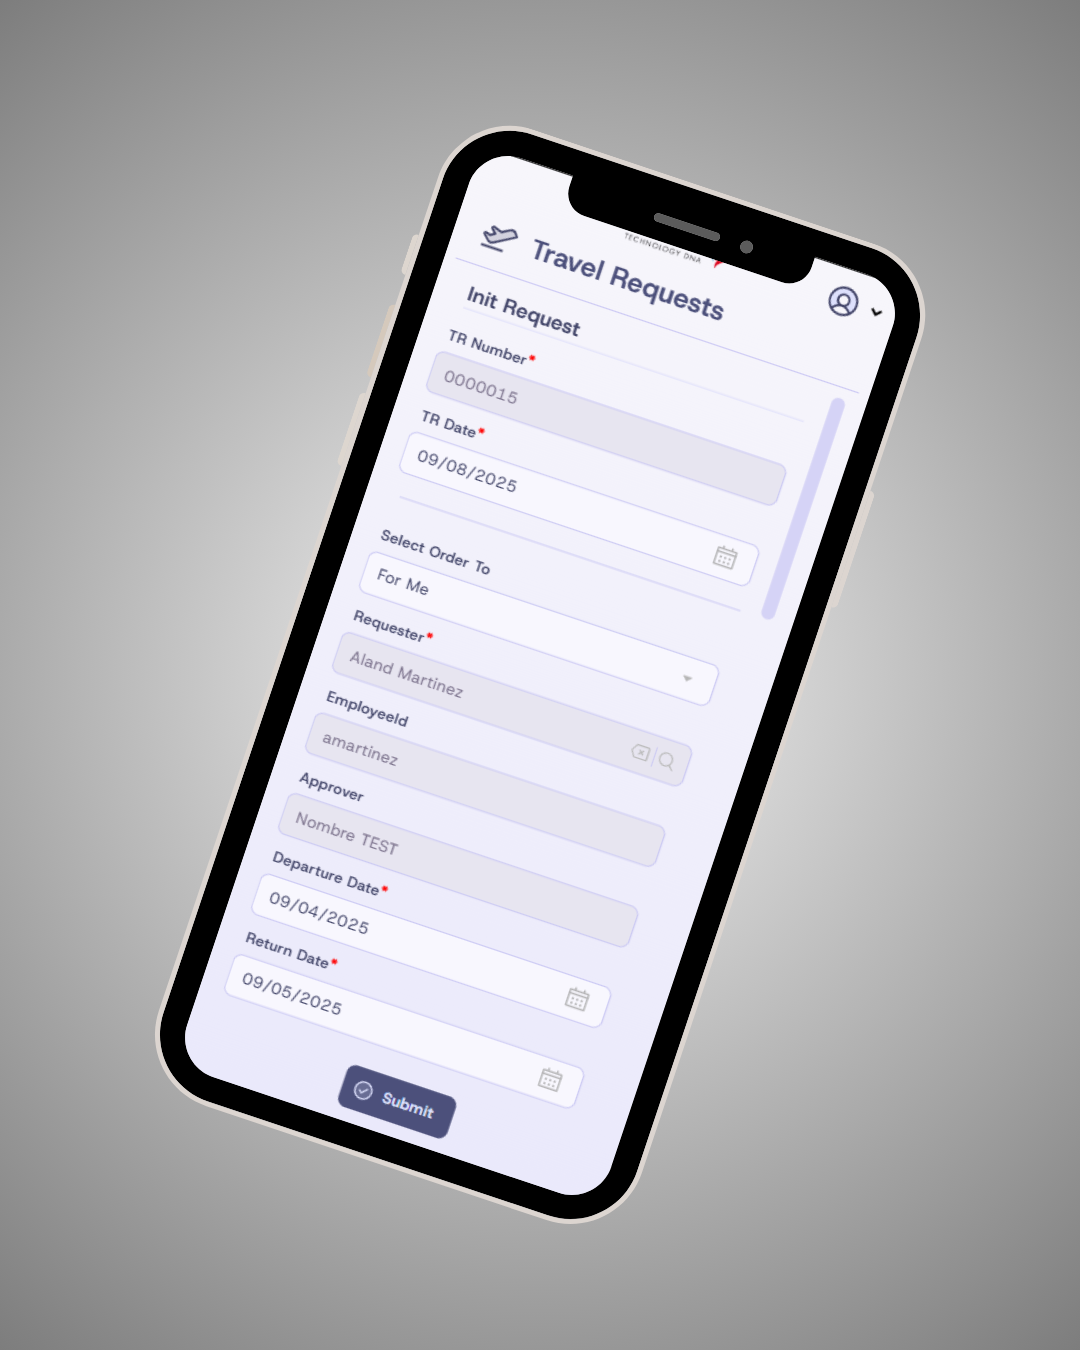 TECHNOLOGY DNA
Travel Requests
Init Request
TR Number*
0000015
TR Date*
09/08/2025
Select Order To
For Me
Requester*
Aland Martinez
EmployeeId
amartinez
Approver
Nombre TEST
Departure Date*
09/04/2025
Return Date*
09/05/2025
Submit